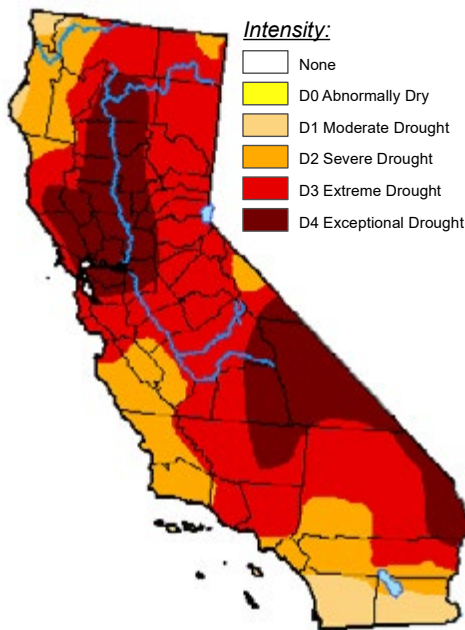 Intensity:
None
D0 Abnormally Dry
D1 Moderate Drought
D2 Severe Drought
D3 Extreme Drought
D4 Exceptional Drought